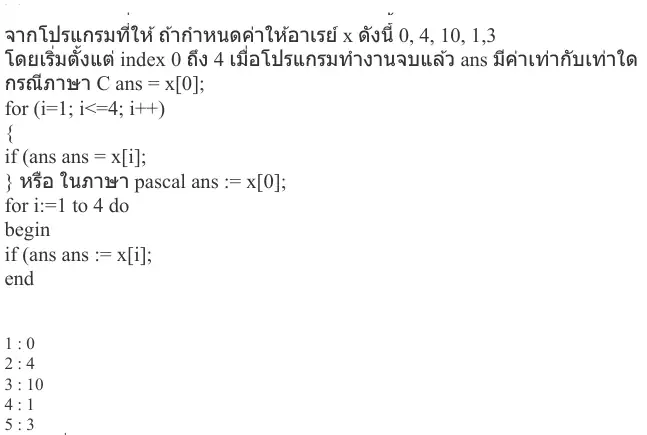 จากโปรแกรมที่ให้ ถ้ากำหนดค่าให้อาเรย์ x ดังนี้ 0, 4, 10, 1,3
โดยเริ่มตั้งแต่ index 0 ถึง 4 เมื่อโปรแกรมทำงานจบแล้ว ans มีค่าเท่ากับเท่าใด
กรณีภาษา C ans = x[0];
for (i=1; i<=4; i++)
{
if (ans ans = x[i];
} หรือ ในภาษา pascal ans := x[0];
for i:=1 to 4 do
begin
if (ans ans := x[i];
end
1 : 0
2 : 4
3 : 10
4 : 1
5 : 3